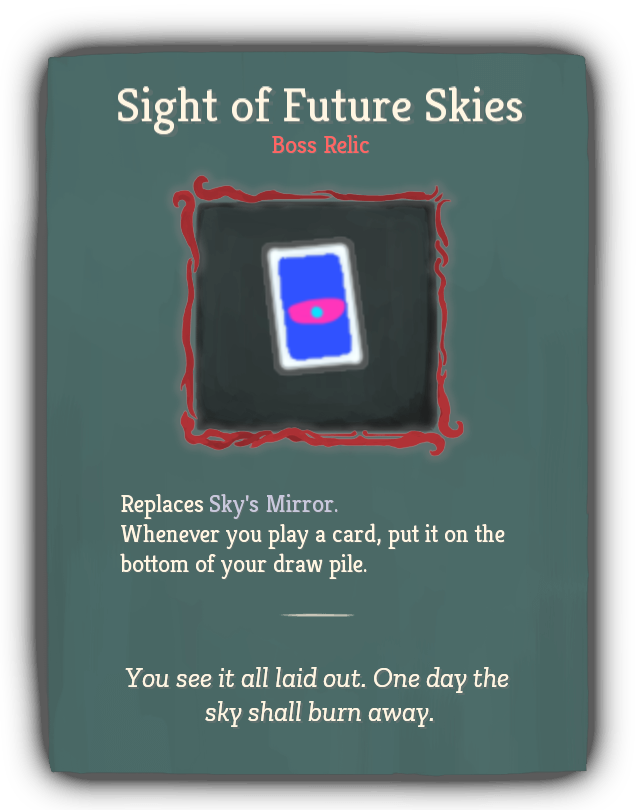 Sight of Future Skies
Boss Relic
Replaces Sky's Mirror.
Whenever you play a card, put it on the
bottom of your draw pile.
You see it all laid out. One day the
sky shall burn away.